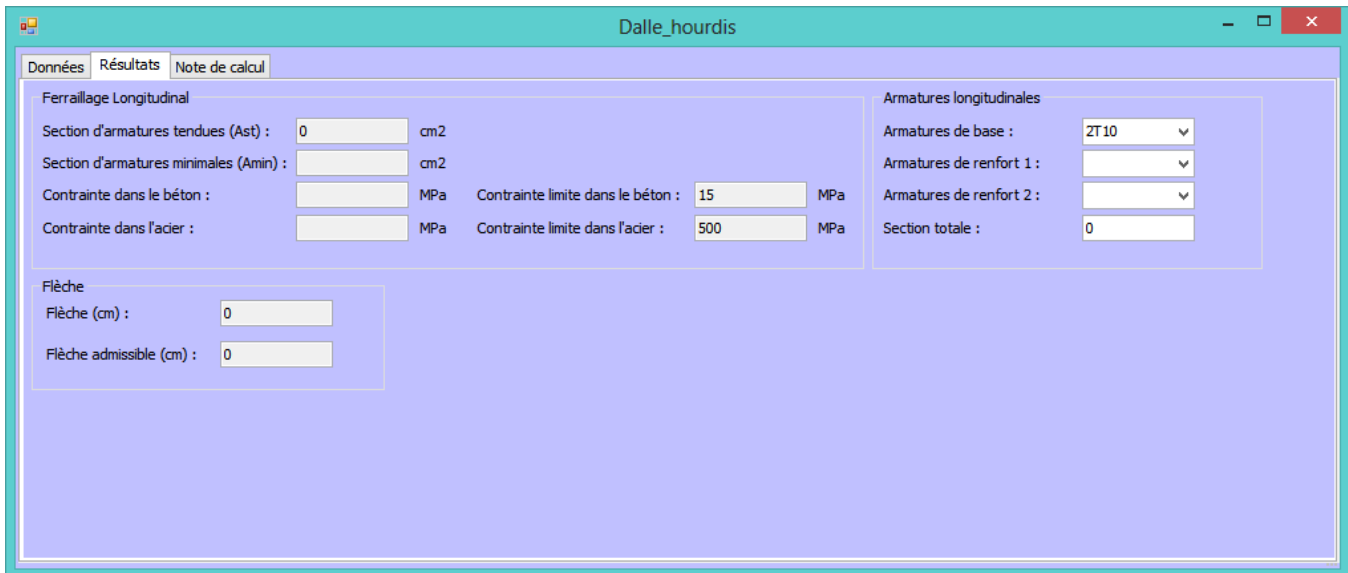 Dalle_hourdis
Données Résultats Note de calcul
Ferraillage Longitudinal
Section d'armatures tendues (Ast) : 0 cm2
Section d'armatures minimales (Amin) : cm2
Contrainte dans le béton : MPa Contrainte limite dans le béton : 15 MPa
Contrainte dans l'acier : MPa Contrainte limite dans l'acier : 500 MPa
Armatures longitudinales
Armatures de base : 2T10
Armatures de renfort 1 :
Armatures de renfort 2 :
Section totale : 0
Flèche
Flèche (cm) : 0
Flèche admissible (cm) : 0